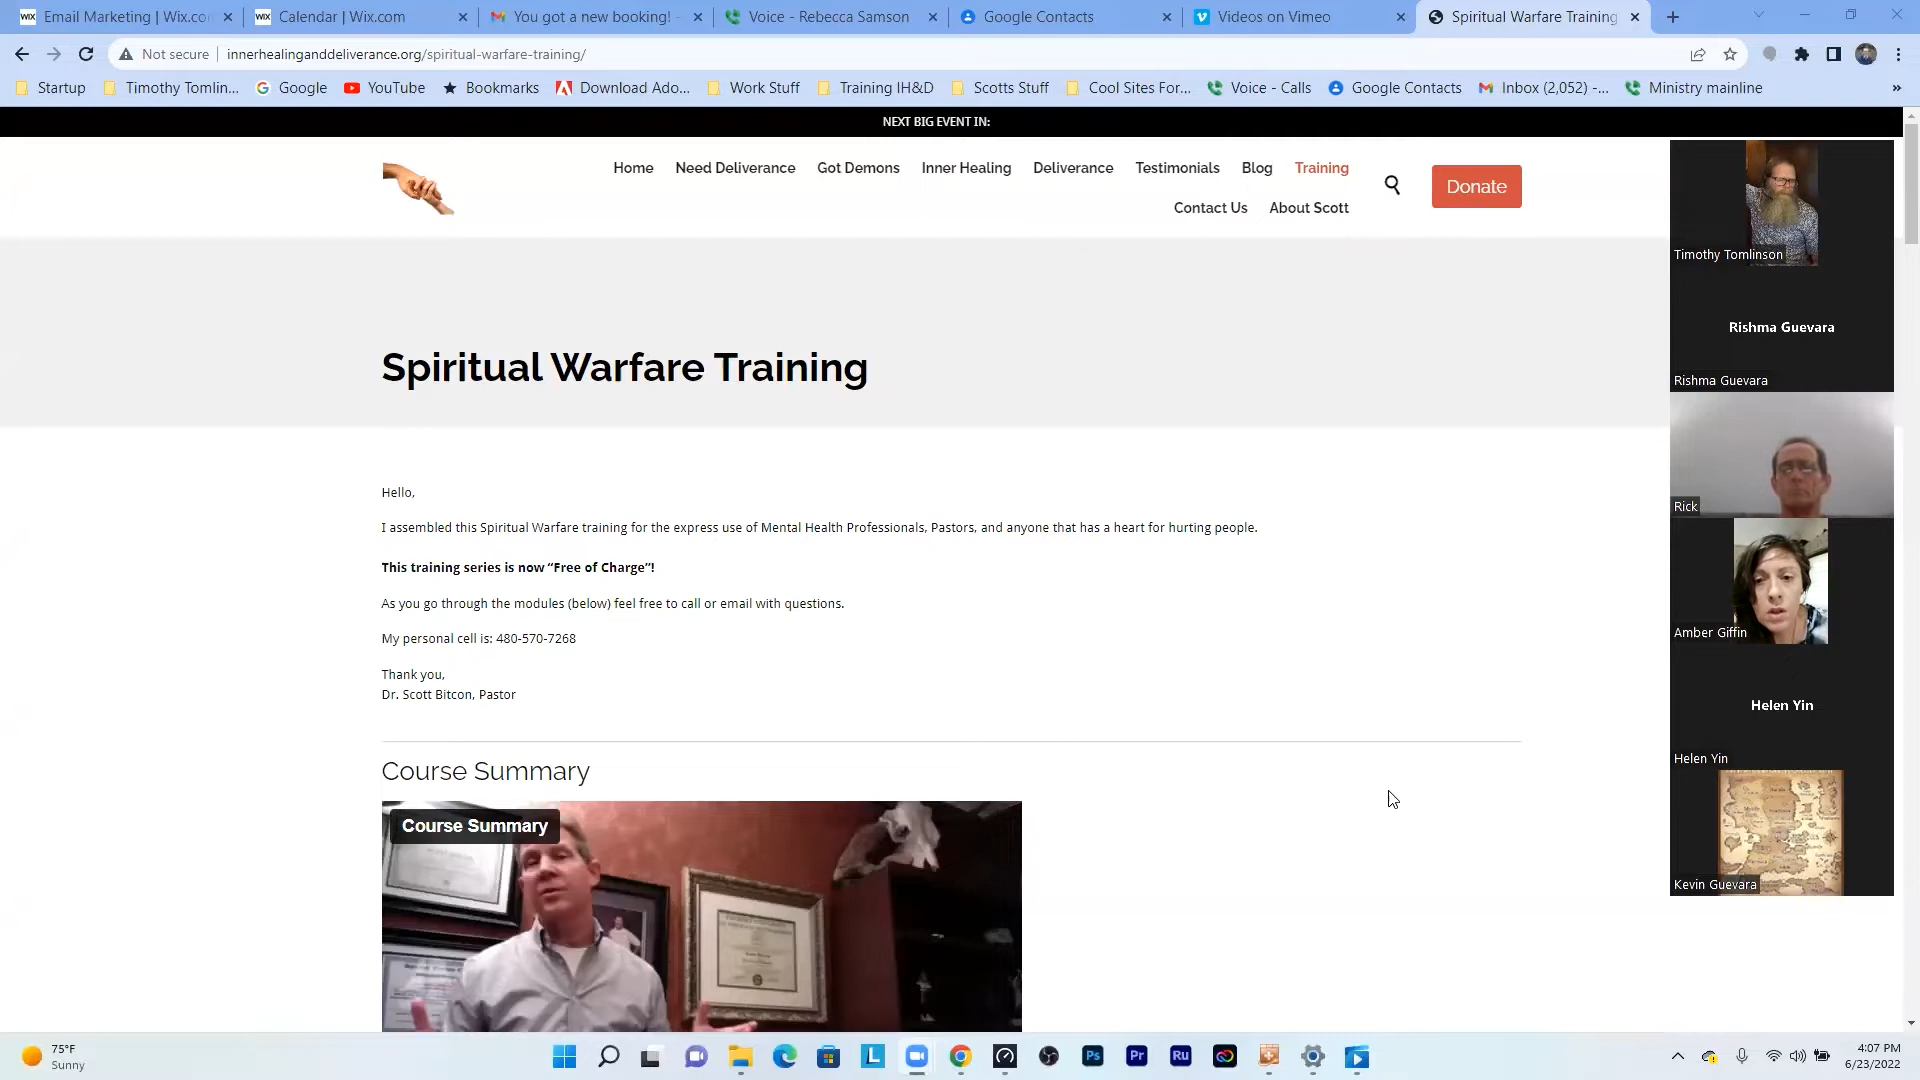 Email Marketing | Wix.co
Calendar | Wix.com
You got a new booking! -
Voice - Rebecca Samson
Google Contacts
Videos on Vimeo
Spiritual Warfare Training
Not secure
innerhealinganddeliverance.org/spiritual-warfare-training/
Startup
Timothy Tomlin...
Google
YouTube
Bookmarks
Download Ado...
Work Stuff
Training IH&D
Scotts Stuff
Cool Sites For...
Voice - Calls
Google Contacts
Inbox (2,052) -...
Ministry mainline
»
NEXT BIG EVENT IN:
Home
Need Deliverance
Got Demons
Inner Healing
Deliverance
Testimonials
Blog
Training
Contact Us
About Scott
Donate
Spiritual Warfare Training
Hello,
I assembled this Spiritual Warfare training for the express use of Mental Health Professionals, Pastors, and anyone that has a heart for hurting people.
This training series is now “Free of Charge”!
As you go through the modules (below) feel free to call or email with questions.
My personal cell is: 480-570-7268
Thank you,
Dr. Scott Bitcon, Pastor
Course Summary
Course Summary
Timothy Tomlinson
Rishma Guevara
Rishma Guevara
Rick
Amber Giffin
Helen Yin
Helen Yin
Kevin Guevara
75°F
Sunny
L
Ps
Pr
Ru
4:07 PM
6/23/2022